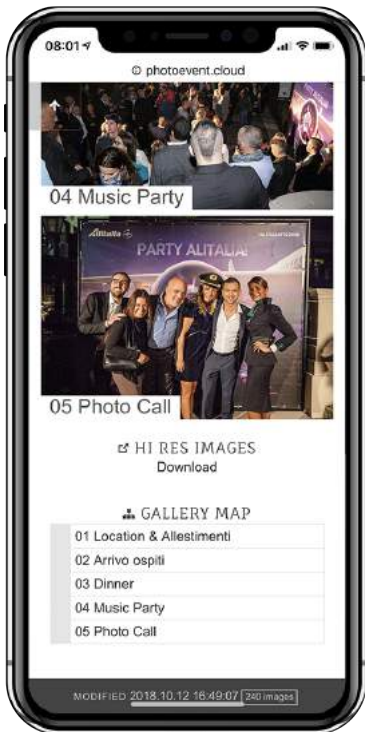 08:01
photoevent.cloud
04 Music Party
Alitalia
PARTY ALITALIA!
05 Photo Call
HI RES IMAGES
Download
GALLERY MAP
01 Location & Allestimenti
02 Arrivo ospiti
03 Dinner
04 Music Party
05 Photo Call
MODIFIED 2018.10.12 16:49:07 240 images